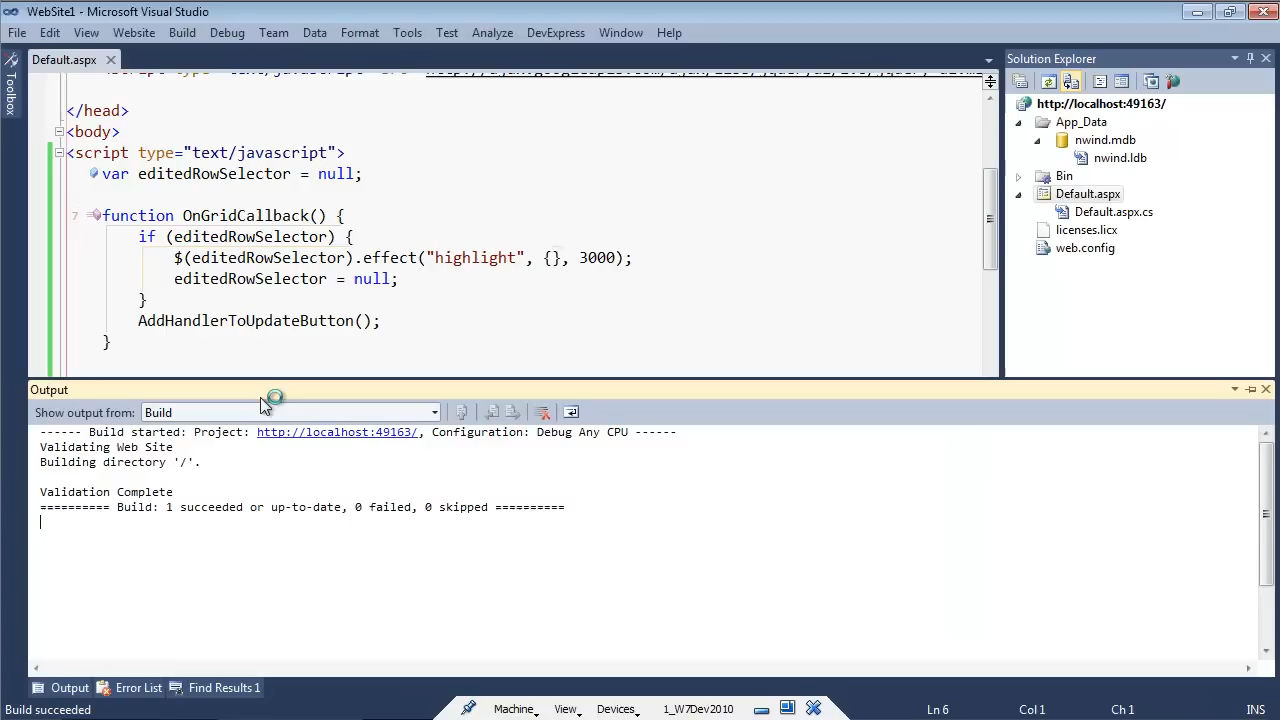 WebSite1 - Microsoft Visual Studio
File Edit View Website Build Debug Team Data Format Tools Test Analyze DevExpress Window Help
Toolbox
Default.aspx
</head>
<body>
<script type="text/javascript">
var editedRowSelector = null;
7 function OnGridCallback() {
if (editedRowSelector) {
$(editedRowSelector).effect("highlight", {}, 3000);
editedRowSelector = null;
}
AddHandlerToUpdateButton();
}
Solution Explorer
http://localhost:49163/
App_Data
nwind.mdb
nwind.ldb
Bin
Default.aspx
Default.aspx.cs
licenses.licx
web.config
Output
Show output from: Build
------ Build started: Project: http://localhost:49163/, Configuration: Debug Any CPU ------
Validating Web Site
Building directory '/'.
Validation Complete
========== Build: 1 succeeded or up-to-date, 0 failed, 0 skipped ==========
Output Error List Find Results 1
Build succeeded
Machine View Devices 1_W7Dev2010
Ln 6 Col 1 Ch 1 INS